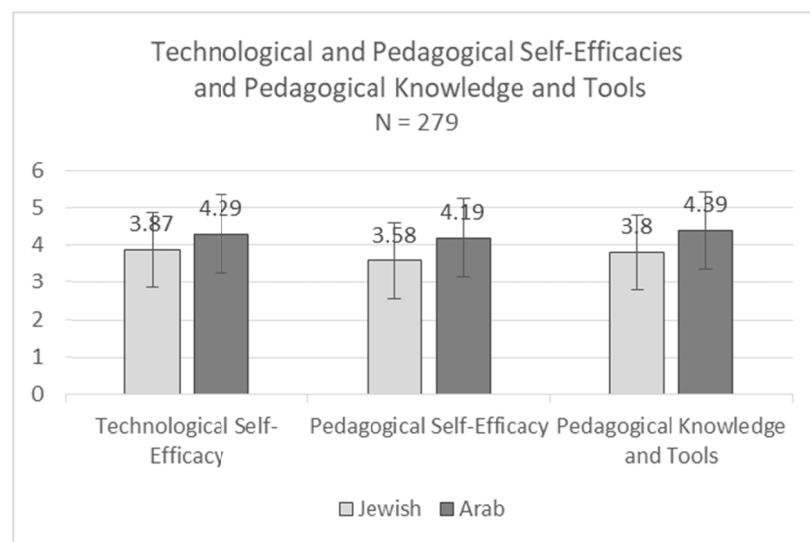 Technological and Pedagogical Self-Efficacies
and Pedagogical Knowledge and Tools
N = 279
6
5
4
3
2
1
0
3.87
4.29
3.58
4.19
3.8
4.39
Technological Self-
Efficacy
Pedagogical Self-Efficacy
Pedagogical Knowledge
and Tools
Jewish
Arab